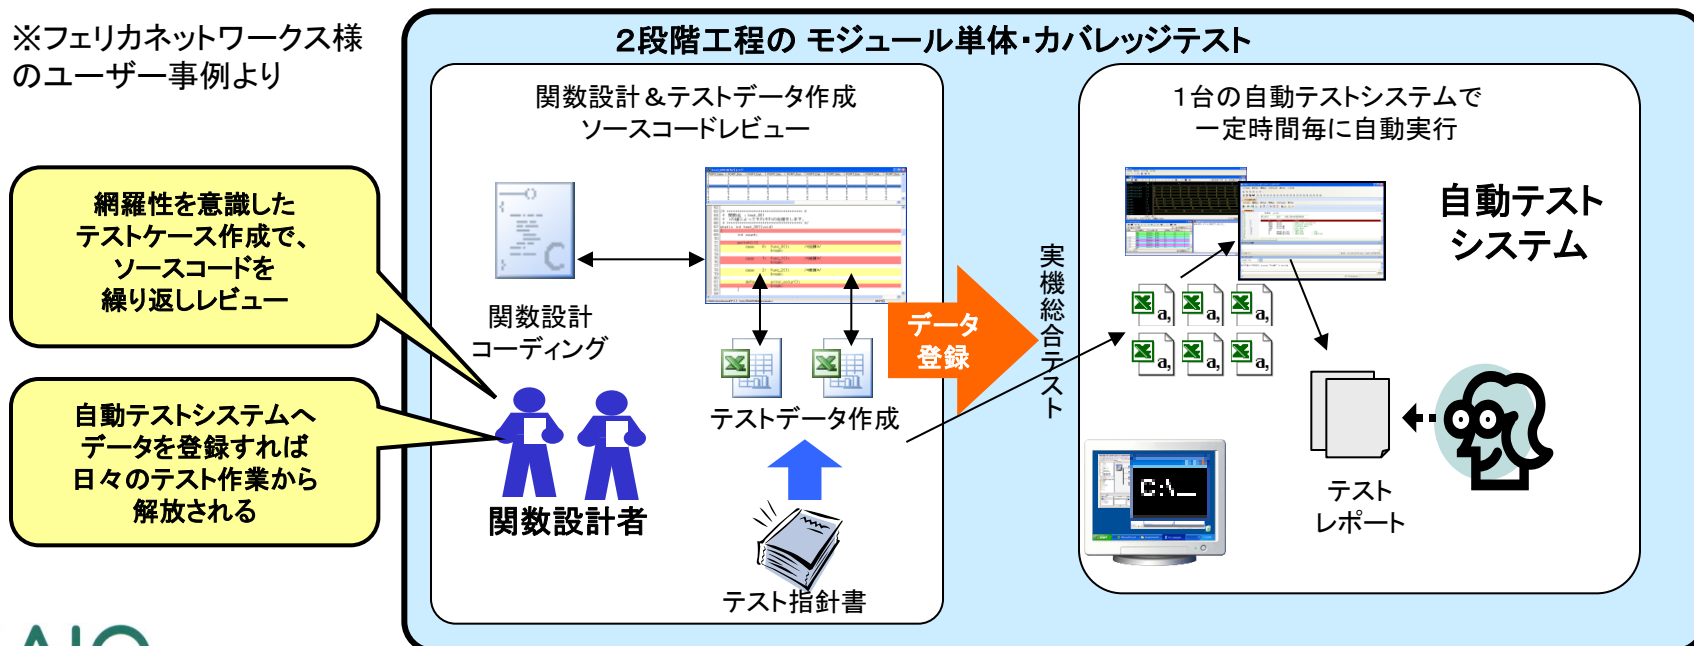 ※フェリカネットワークス様
のユーザー事例より
２段階工程の モジュール単体・カバレッジテスト
関数設計＆テストデータ作成
ソースコードレビュー
１台の自動テストシステムで
一定時間毎に自動実行
網羅性を意識した
テストケース作成で、
ソースコードを
繰り返しレビュー
自動テストシステムへ
データを登録すれば
日々のテスト作業から
解放される
関数設計
コーディング
テストデータ作成
関数設計者
テスト指針書
データ
登録
実機総合テスト
自動テスト
システム
C:\_
テスト
レポート